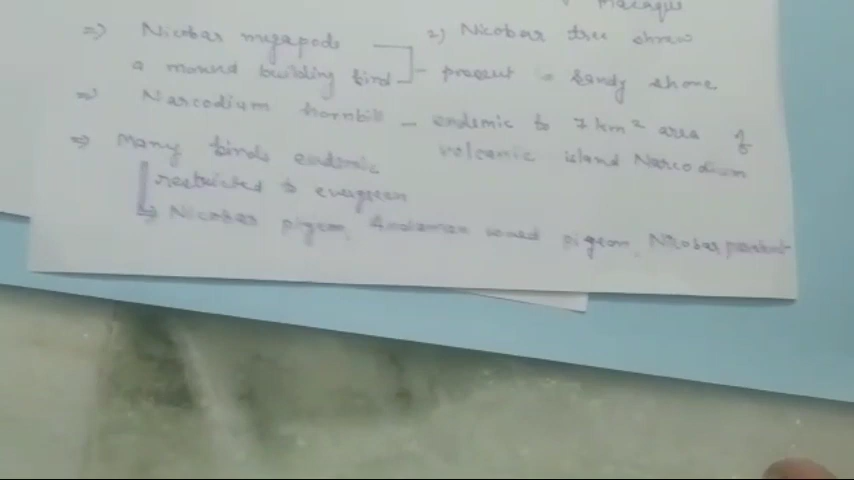 Macaque
=> Nicobar megapode 2) Nicobar tree shrew
a mound building bird - present = Sandy shore
=> Narcodium hornbill - endemic to 7 km² area of
volcanic island Narcodium
=> Many birds endemic
restricted to evergreen
=> Nicobar pigeon, Andaman wood pigeon, Nicobar parakeet